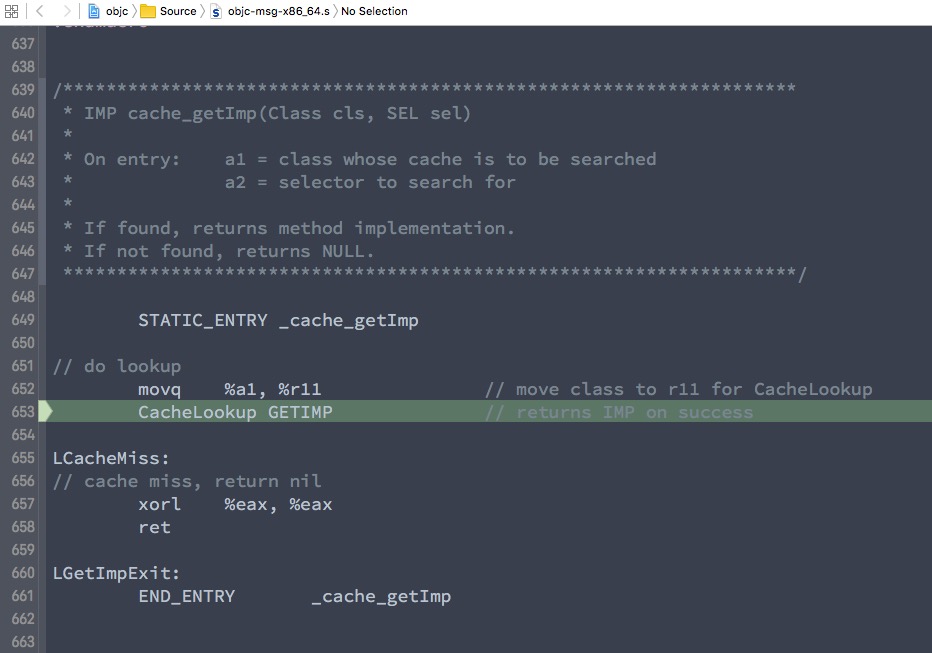 objc Source objc-msg-x86_64.s No Selection
637
638
639 /********************************************************************
640 * IMP cache_getImp(Class cls, SEL sel)
641 *
642 * On entry: a1 = class whose cache is to be searched
643 * a2 = selector to search for
644 *
645 * If found, returns method implementation.
646 * If not found, returns NULL.
647 ********************************************************************/
648
649 STATIC_ENTRY _cache_getImp
650
651 // do lookup
652 movq %a1, %r11 // move class to r11 for CacheLookup
653 CacheLookup GETIMP // returns IMP on success
654
655 LCacheMiss:
656 // cache miss, return nil
657 xorl %eax, %eax
658 ret
659
660 LGetImpExit:
661 END_ENTRY _cache_getImp
662
663